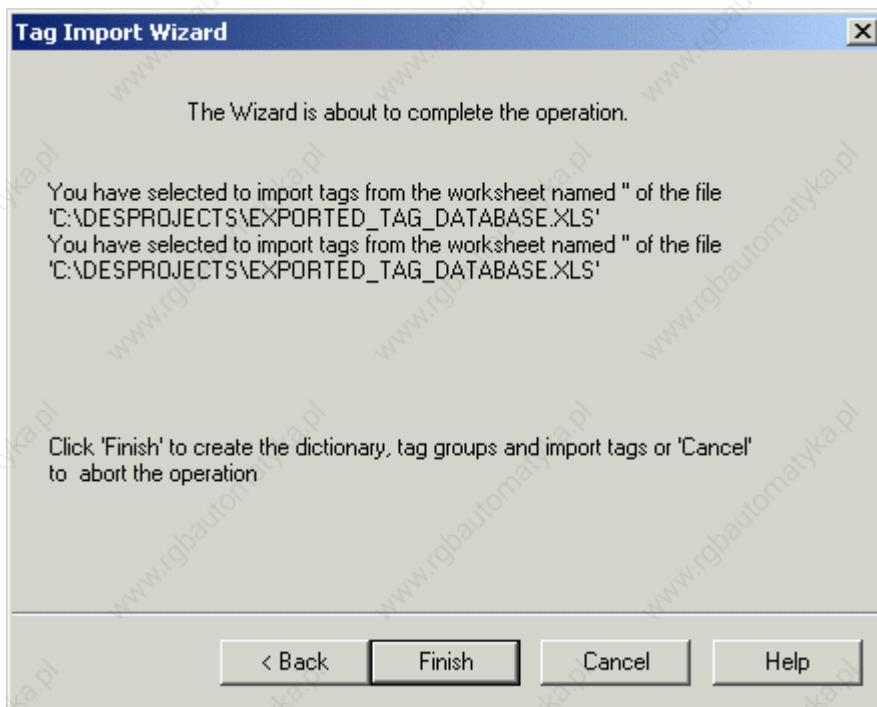 Tag Import Wizard
The Wizard is about to complete the operation.
You have selected to import tags from the worksheet named '' of the file
'C:\DESPROJECTS\EXPORTED_TAG_DATABASE.XLS'
You have selected to import tags from the worksheet named '' of the file
'C:\DESPROJECTS\EXPORTED_TAG_DATABASE.XLS'
Click 'Finish' to create the dictionary, tag groups and import tags or 'Cancel'
to  abort the operation
< Back
Finish
Cancel
Help
www.rgbautomatyka.pl